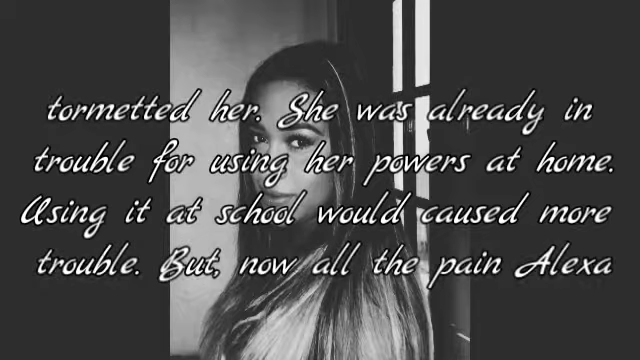 tormetted her. She was already in
trouble for using her powers at home.
Using it at school would caused more
trouble. But, now all the pain Alexa